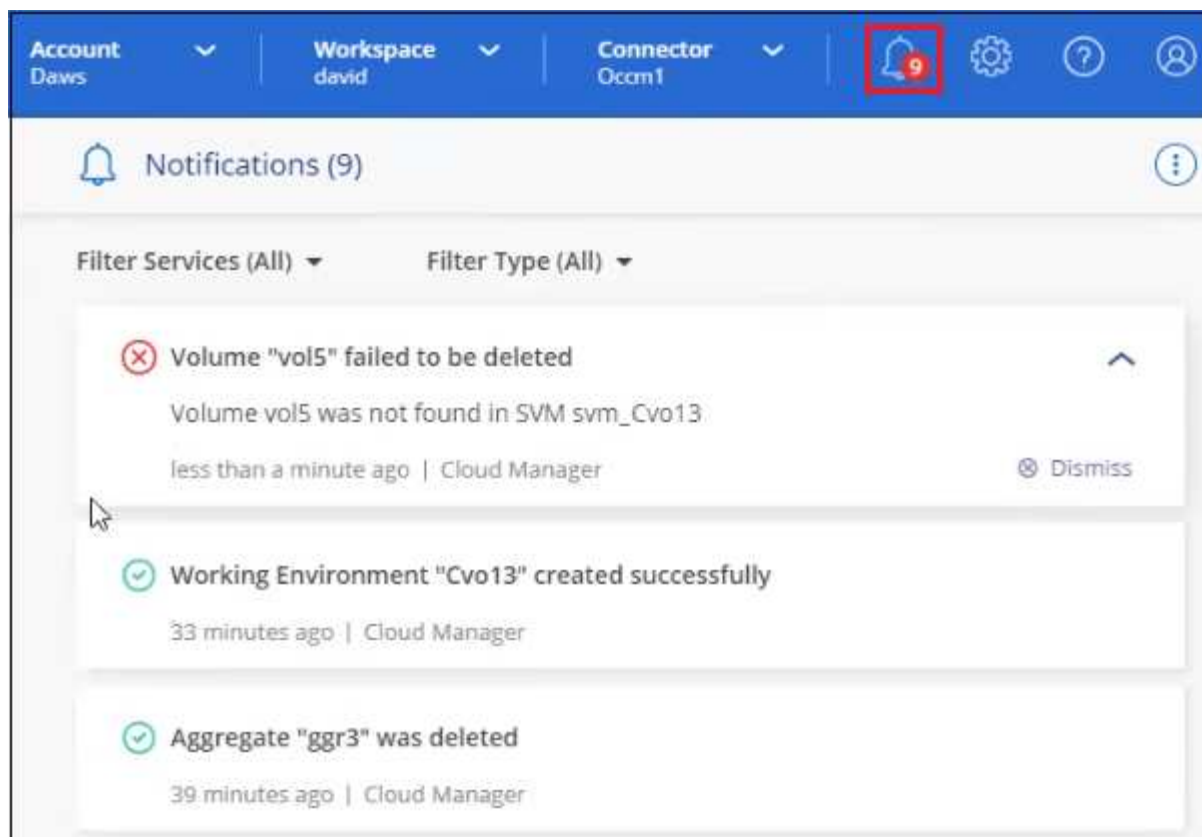 Account
Daws
Workspace
david
Connector
Occm1
9
?
Notifications (9)
Filter Services (All)
Filter Type (All)
Volume "vol5" failed to be deleted
Volume vol5 was not found in SVM svm_Cvo13
less than a minute ago | Cloud Manager
Dismiss
Working Environment "Cvo13" created successfully
33 minutes ago | Cloud Manager
Aggregate "ggr3" was deleted
39 minutes ago | Cloud Manager